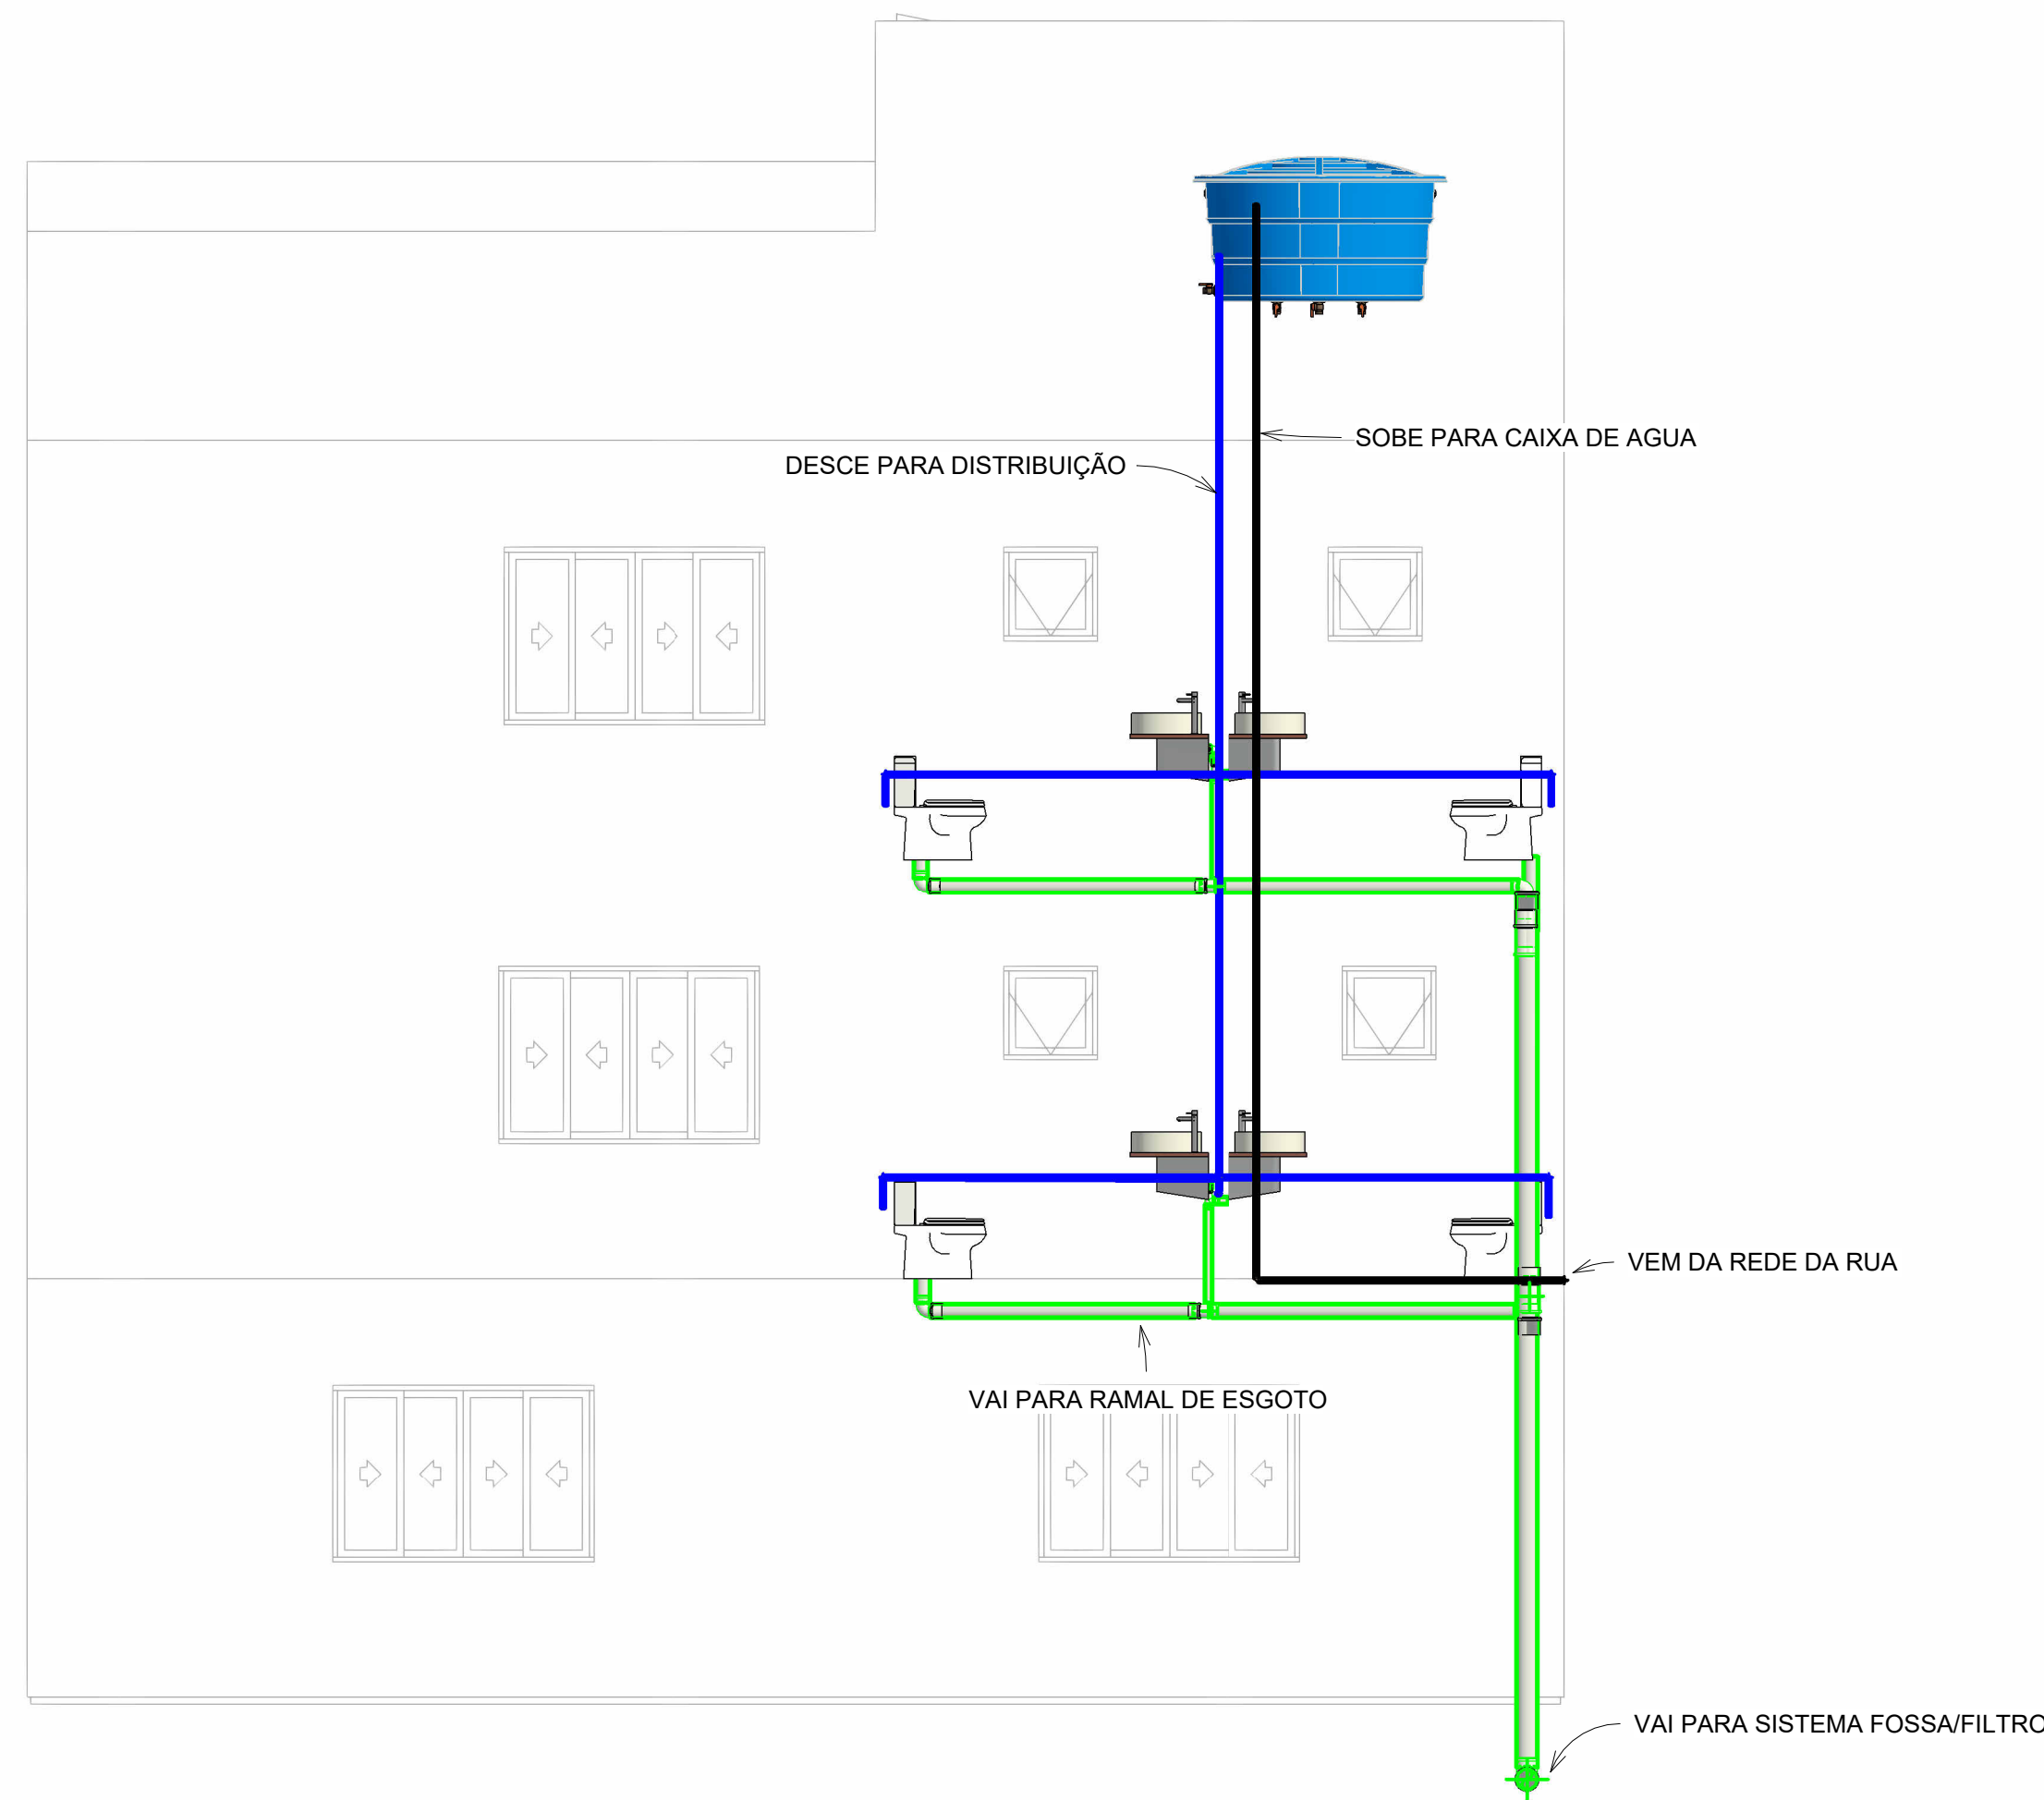 SOBE PARA CAIXA DE AGUA
DESCE PARA DISTRIBUIÇÃO
VEM DA REDE DA RUA
VAI PARA RAMAL DE ESGOTO
VAI PARA SISTEMA FOSSA/FILTRO